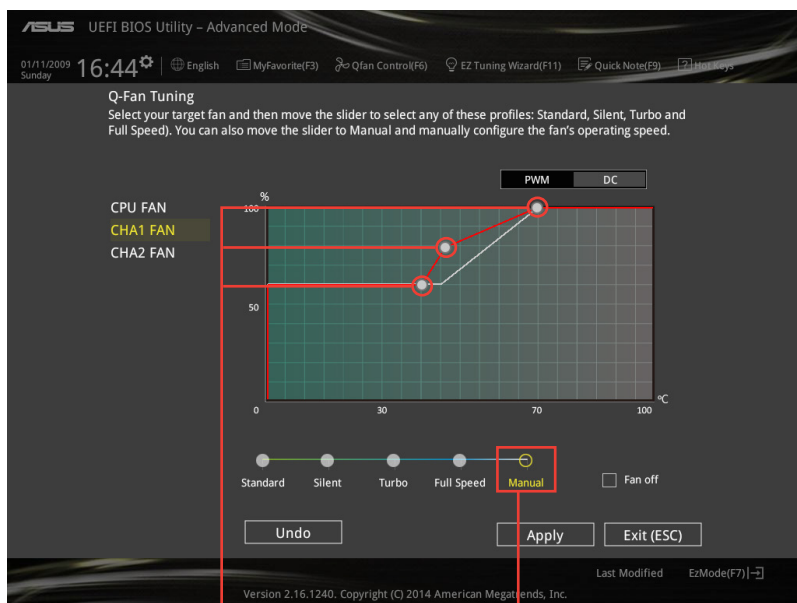 ASUS UEFI BIOS Utility – Advanced Mode
01/11/2009 Sunday 16:44 English MyFavorite(F3) Qfan Control(F6) EZ Tuning Wizard(F11) Quick Note(F9) ? Hot Keys
Q-Fan Tuning
Select your target fan and then move the slider to select any of these profiles: Standard, Silent, Turbo and
Full Speed). You can also move the slider to Manual and manually configure the fan's operating speed.
PWM DC
%
CPU FAN
100
CHA1 FAN
CHA2 FAN
50
°C
0 30 70 100
Standard Silent Turbo Full Speed Manual
Fan off
Undo Apply Exit (ESC)
Last Modified EzMode(F7)
Version 2.16.1240. Copyright (C) 2014 American Megatrends, Inc.